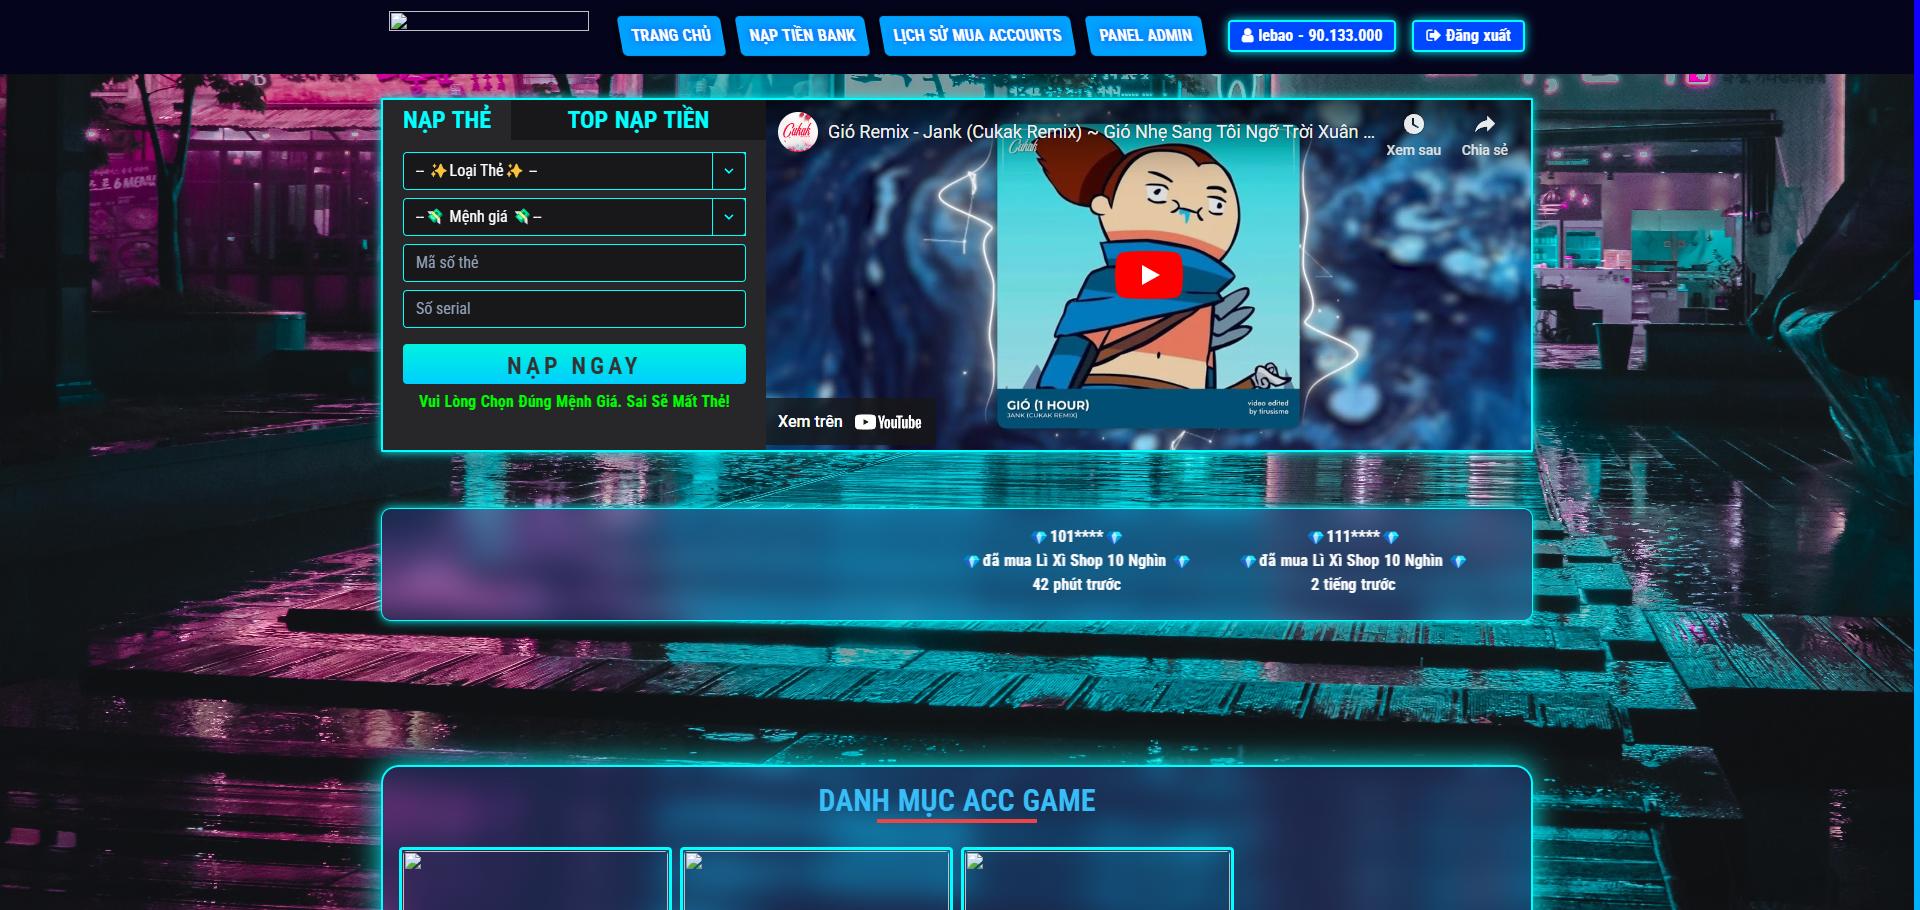 TRANG CHỦ
NẠP TIỀN BANK
LỊCH SỬ MUA ACCOUNTS
PANEL ADMIN
lebao - 90.133.000
Đăng xuất
NẠP THẺ
TOP NẠP TIỀN
-- ✨Loại Thẻ✨ --
--💸 Mệnh giá 💸--
Mã số thẻ
Số serial
NẠP NGAY
Vui Lòng Chọn Đúng Mệnh Giá. Sai Sẽ Mất Thẻ!
Cukak
Gió Remix - Jank (Cukak Remix) ~ Gió Nhẹ Sang Tôi Ngỡ Trời Xuân ...
Xem sau
Chia sẻ
Cukak
GIÓ (1 HOUR)
JANK (CUKAK REMIX)
video edited
by tirusisme
Xem trên YouTube
💎101****💎
💎đã mua Lì Xì Shop 10 Nghìn 💎
42 phút trước
💎111****💎
💎đã mua Lì Xì Shop 10 Nghìn 💎
2 tiếng trước
DANH MỤC ACC GAME